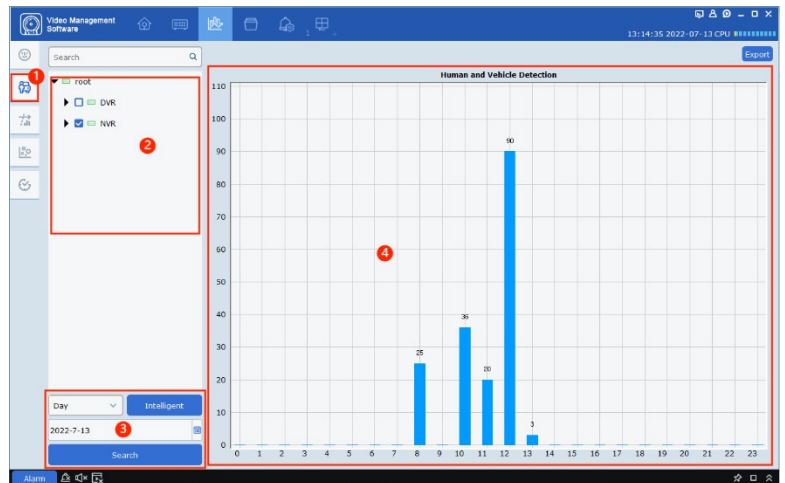 Video Management
Software
1
13:14:35 2022-07-13 CPU
Search
Export
1
root
DVR
NVR
2
Day
Intelligent
2022-7-13
3
Search
Human and Vehicle Detection
110
100
90
80
70
60
50
40
30
20
10
0
25
36
20
90
3
4
0 1 2 3 4 5 6 7 8 9 10 11 12 13 14 15 16 17 18 19 20 21 22 23
Alarm